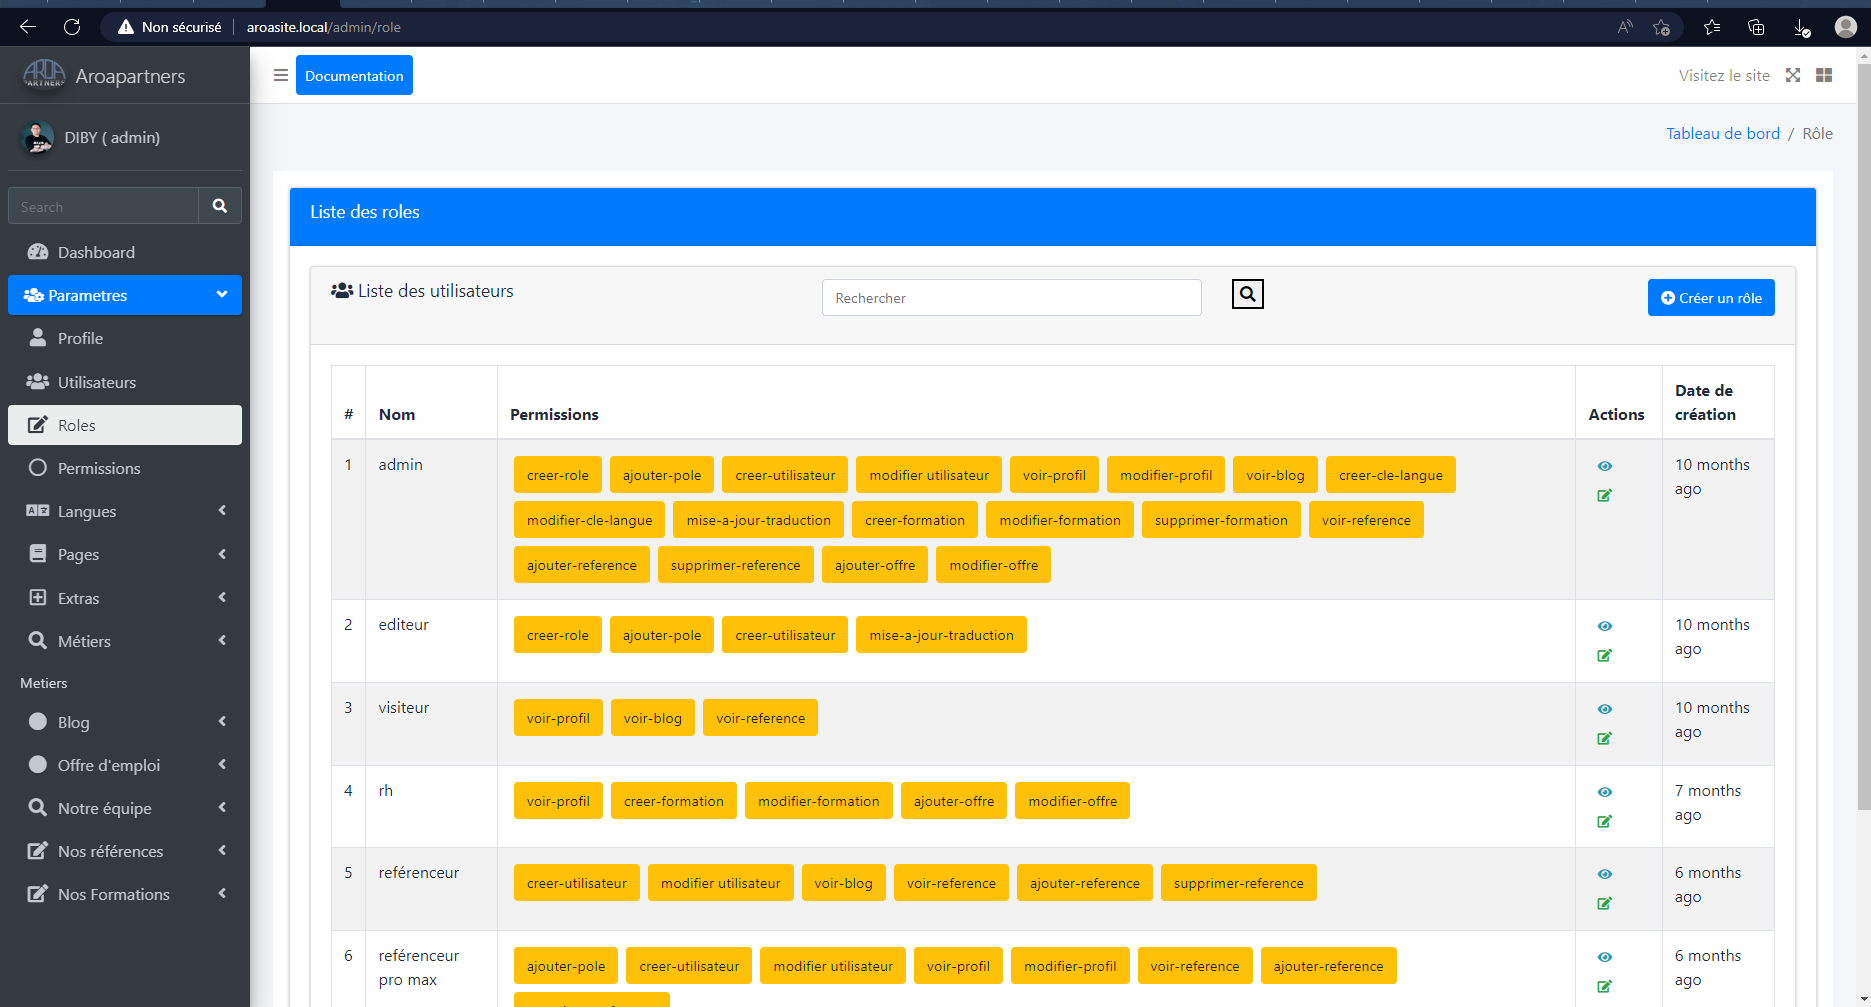 Non sécurisé
aroasite.local/admin/role
AROA
PARTNERS
Aroapartners
Documentation
Visitez le site
DIBY ( admin)
Tableau de bord / Rôle
Search
Dashboard
Parametres
Profile
Utilisateurs
Roles
Permissions
Langues
Pages
Extras
Métiers
Metiers
Blog
Offre d'emploi
Notre équipe
Nos références
Nos Formations
Liste des roles
Liste des utilisateurs
Rechercher
Créer un rôle
# Nom Permissions Actions Date de création
1 admin
creer-role ajouter-pole creer-utilisateur modifier utilisateur voir-profil modifier-profil voir-blog creer-cle-langue
modifier-cle-langue mise-a-jour-traduction creer-formation modifier-formation supprimer-formation voir-reference
ajouter-reference supprimer-reference ajouter-offre modifier-offre
10 months
ago
2 editeur
creer-role ajouter-pole creer-utilisateur mise-a-jour-traduction
10 months
ago
3 visiteur
voir-profil voir-blog voir-reference
10 months
ago
4 rh
voir-profil creer-formation modifier-formation ajouter-offre modifier-offre
7 months
ago
5 reférenceur
creer-utilisateur modifier utilisateur voir-blog voir-reference ajouter-reference supprimer-reference
6 months
ago
6 reférenceur
pro max
ajouter-pole creer-utilisateur modifier utilisateur voir-profil modifier-profil voir-reference ajouter-reference
6 months
ago